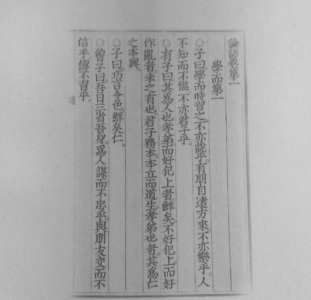 論語第一
學而第一
○子曰學而時習之不亦說乎有朋自遠方來不亦樂乎人
不知而不慍不亦君子乎
○有子曰其爲人也孝弟而好犯上者鮮矣不好犯上而好
作亂者未之有也君子務本本立而道生孝弟也者其爲仁
之本與
○子曰巧言令色鮮矣仁
○曾子曰吾日三省吾身爲人謀而不忠乎與朋友交而不
信乎傳不習乎